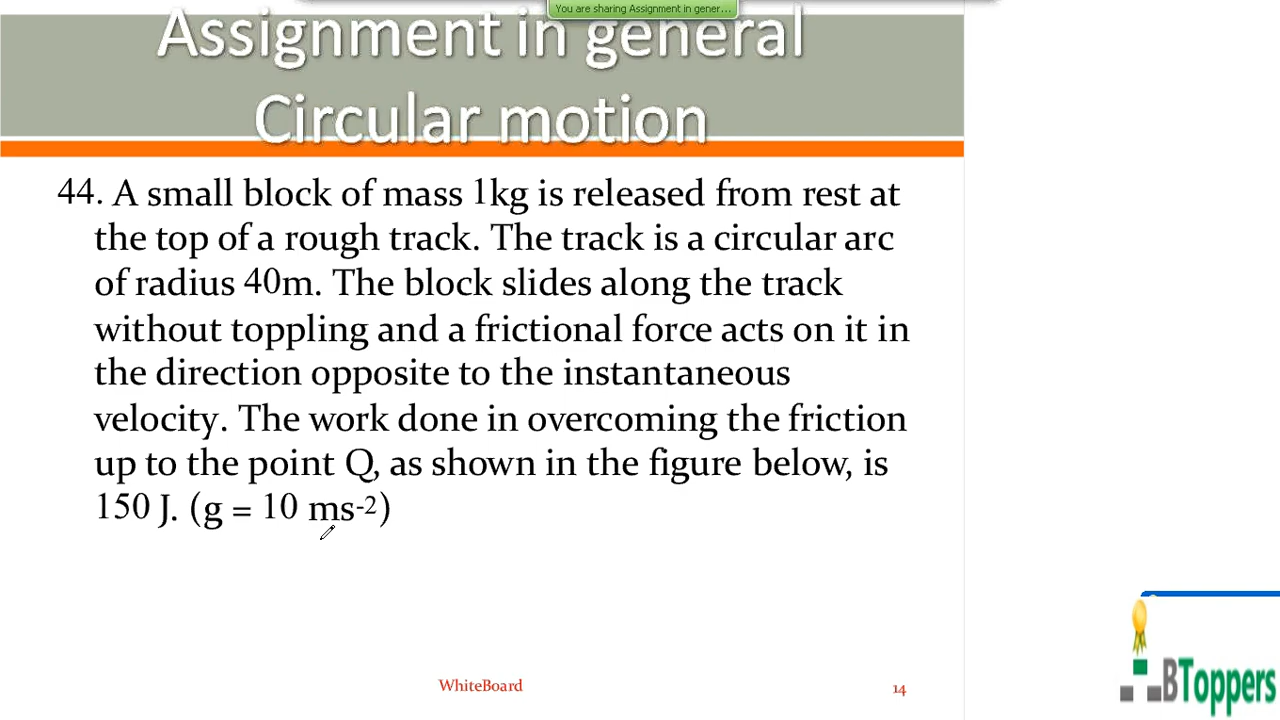 You are sharing Assignment in gener...
Assignment in general
Circular motion
44. A small block of mass 1kg is released from rest at
the top of a rough track. The track is a circular arc
of radius 40m. The block slides along the track
without toppling and a frictional force acts on it in
the direction opposite to the instantaneous
velocity. The work done in overcoming the friction
up to the point Q, as shown in the figure below, is
150 J. (g = 10 ms-2)
BToppers
WhiteBoard
14